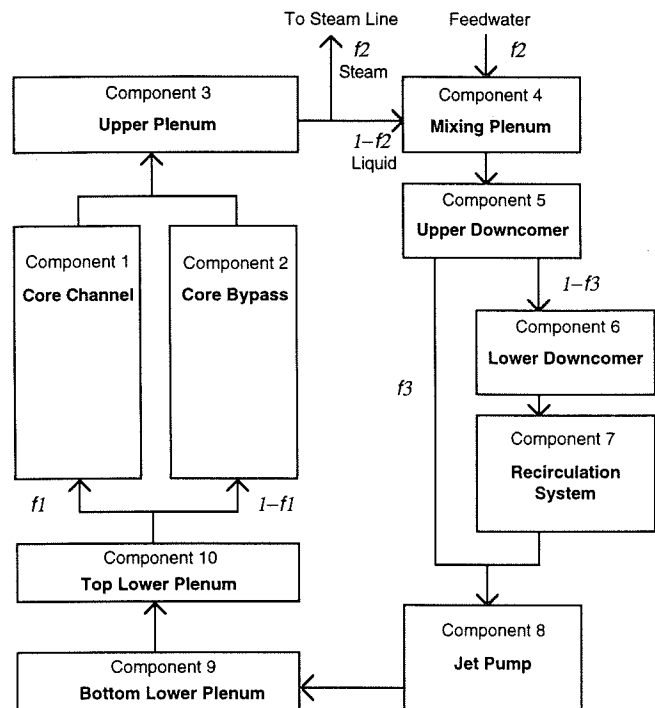 To Steam Line
Feedwater
f2
Steam
f2
Component 3
Upper Plenum
Component 4
Mixing Plenum
1–f2
Liquid
Component 5
Upper Downcomer
Component 1
Core Channel
Component 2
Core Bypass
1–f3
Component 6
Lower Downcomer
f3
Component 7
Recirculation
System
f1
1–f1
Component 10
Top Lower Plenum
Component 8
Jet Pump
Component 9
Bottom Lower Plenum